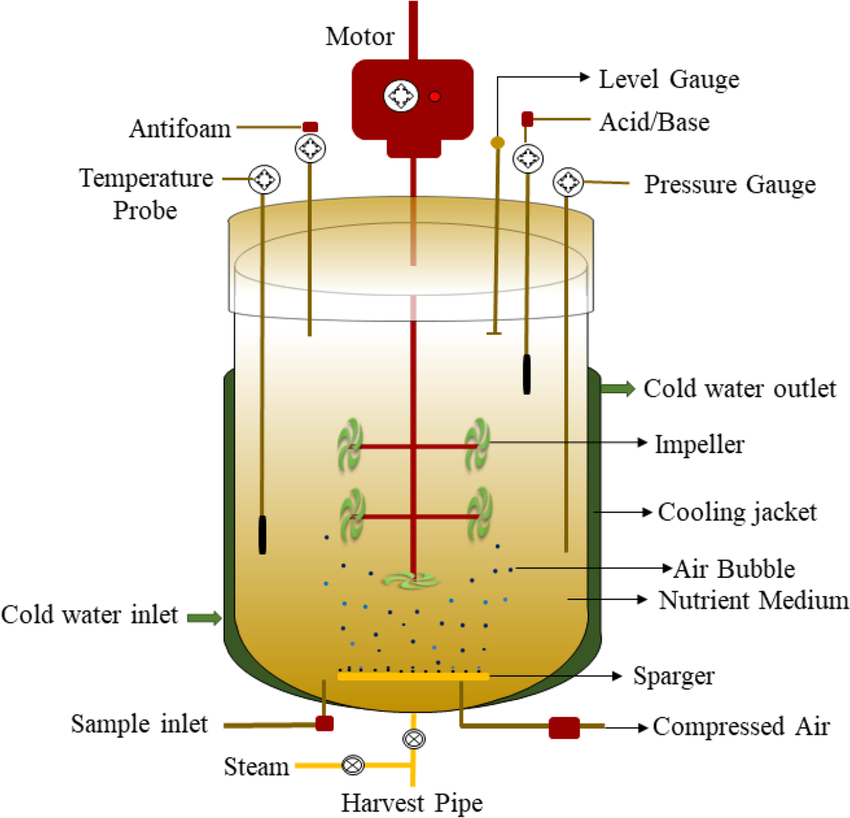 Motor
Level Gauge
Antifoam
Acid/Base
Temperature
Probe
Pressure Gauge
Cold water outlet
Impeller
Cooling jacket
Air Bubble
Nutrient Medium
Cold water inlet
Sparger
Sample inlet
Compressed Air
Steam
Harvest Pipe